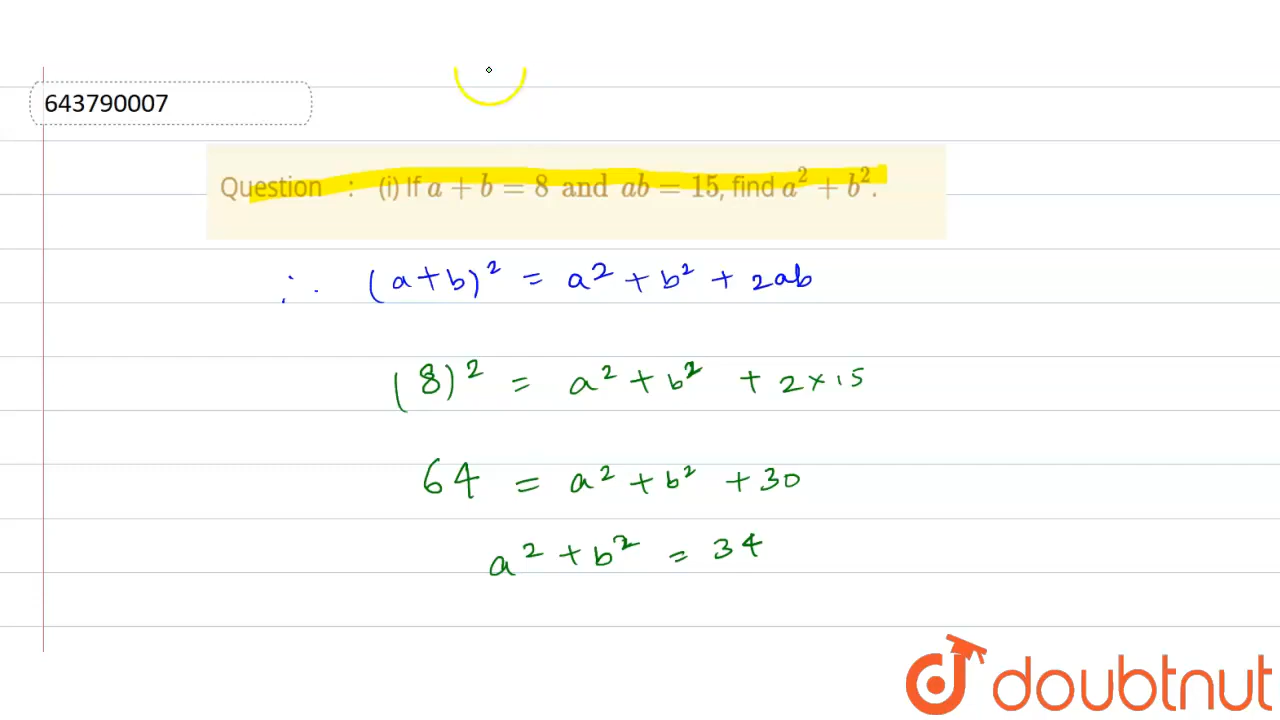 643790007
Question : (i) If a + b = 8 and ab = 15, find a² + b².
∴ (a+b)² = a² + b² + 2ab
(8)² = a² + b² + 2×15
64 = a² + b² + 30
a² + b² = 34
doubtnut